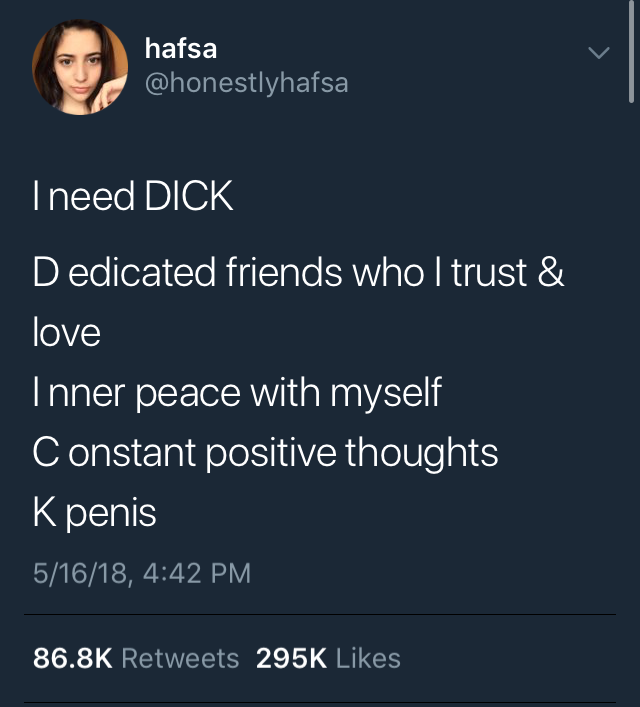 hafsa
@honestlyhafsa
I need DICK
D edicated friends who I trust &
love
I nner peace with myself
C onstant positive thoughts
K penis
5/16/18, 4:42 PM
86.8K Retweets 295K Likes